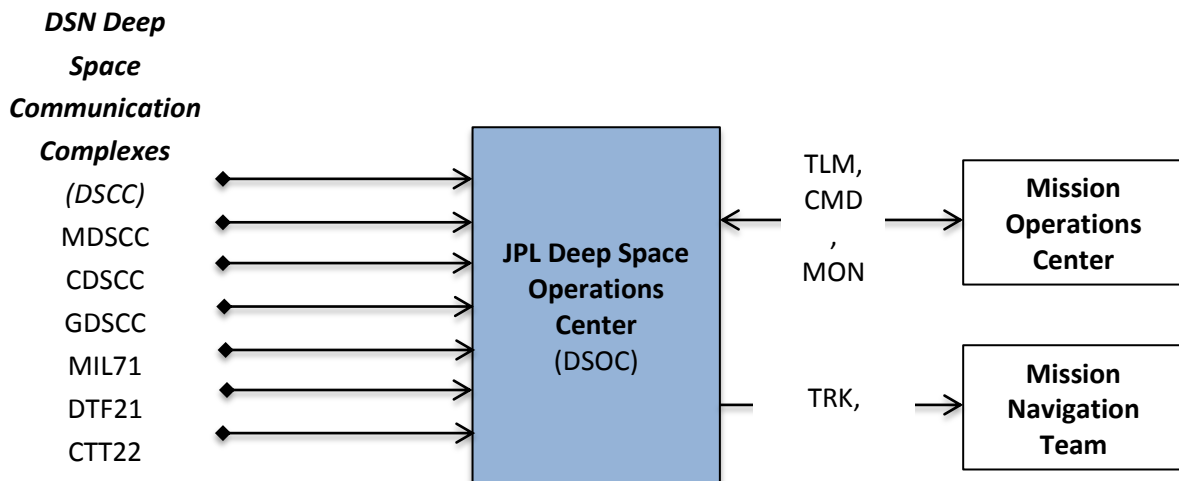 DSN Deep
Space
Communication
Complexes
(DSCC)
MDSCC
CDSCC
GDSCC
MIL71
DTF21
CTT22
JPL Deep Space
Operations
Center
(DSOC)
TLM,
CMD
,
MON
TRK,
Mission
Operations
Center
Mission
Navigation
Team